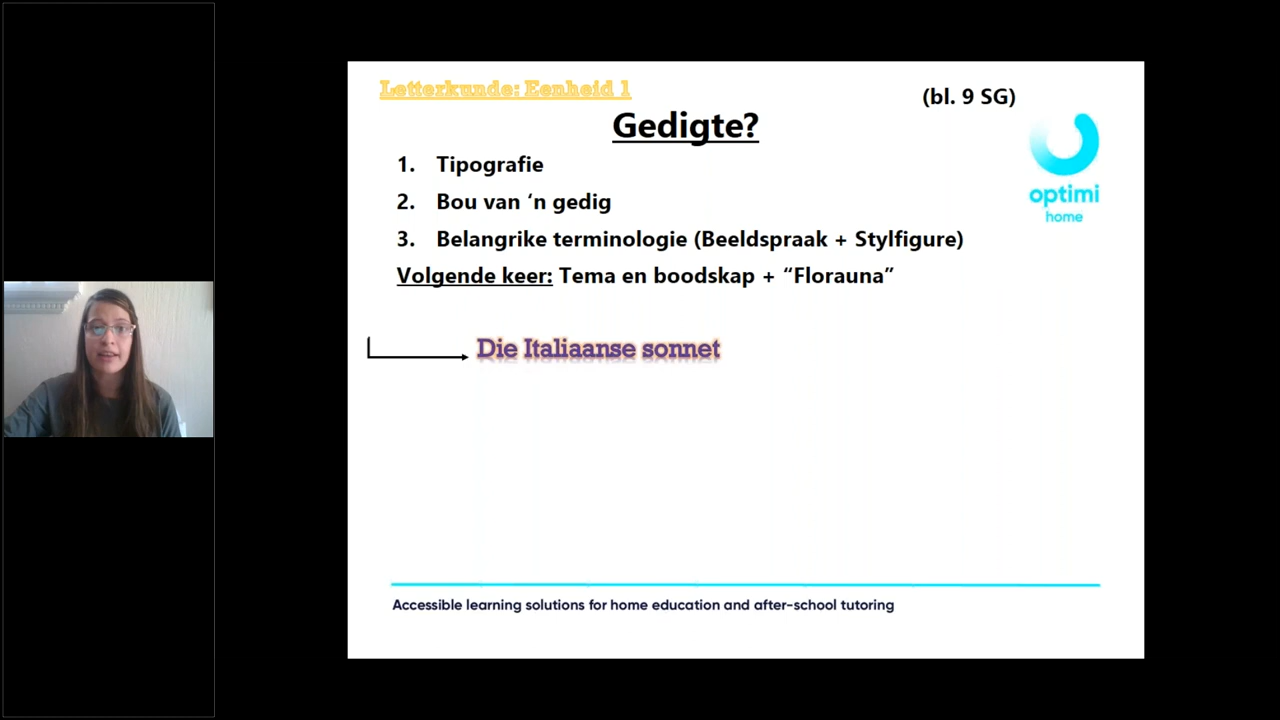 Letterkunde: Eenheid 1
(bl. 9 SG)
Gedigte?
1. Tipografie
2. Bou van ‘n gedig
3. Belangrike terminologie (Beeldspraak + Stylfigure)
Volgende keer: Tema en boodskap + “Florauna”
optimi
home
Die Italiaanse sonnet
Accessible learning solutions for home education and after-school tutoring